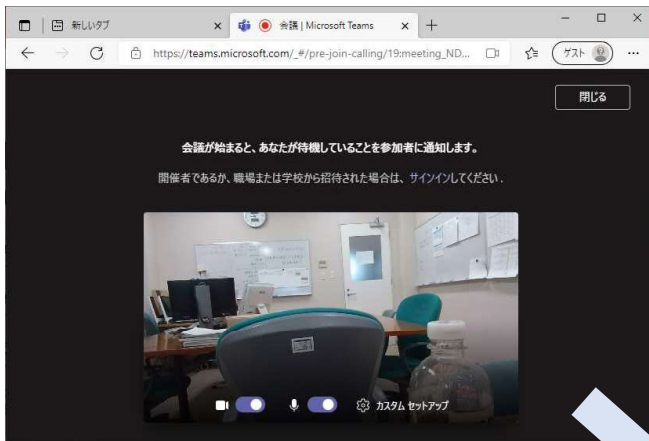 新しいタブ
会議 | Microsoft Teams
https://teams.microsoft.com/_#/pre-join-calling/19:meeting_ND...
ゲスト
閉じる
会議が始まると、あなたが待機していることを参加者に通知します。
開催者であるか、職場または学校から招待された場合は、サインインしてください.
カスタム セットアップ